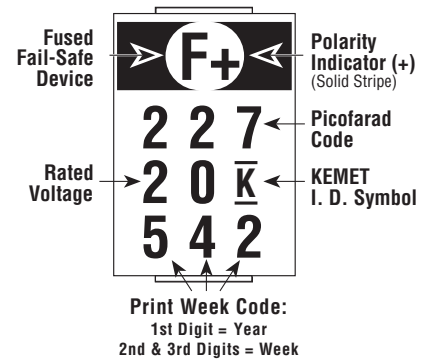 Fused
Fail-Safe
Device
F+
Polarity
Indicator (+)
(Solid Stripe)
2 2 7
Picofarad
Code
Rated
Voltage
2 0 K
KEMET
I. D. Symbol
5 4 2
Print Week Code:
1st Digit = Year
2nd & 3rd Digits = Week